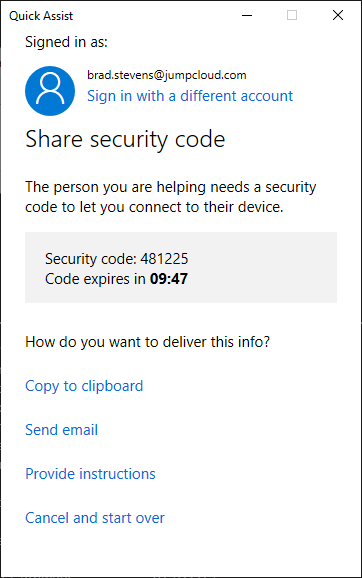 Quick Assist
Signed in as:
brad.stevens@jumpcloud.com
Sign in with a different account
Share security code
The person you are helping needs a security
code to let you connect to their device.
Security code: 481225
Code expires in 09:47
How do you want to deliver this info?
Copy to clipboard
Send email
Provide instructions
Cancel and start over